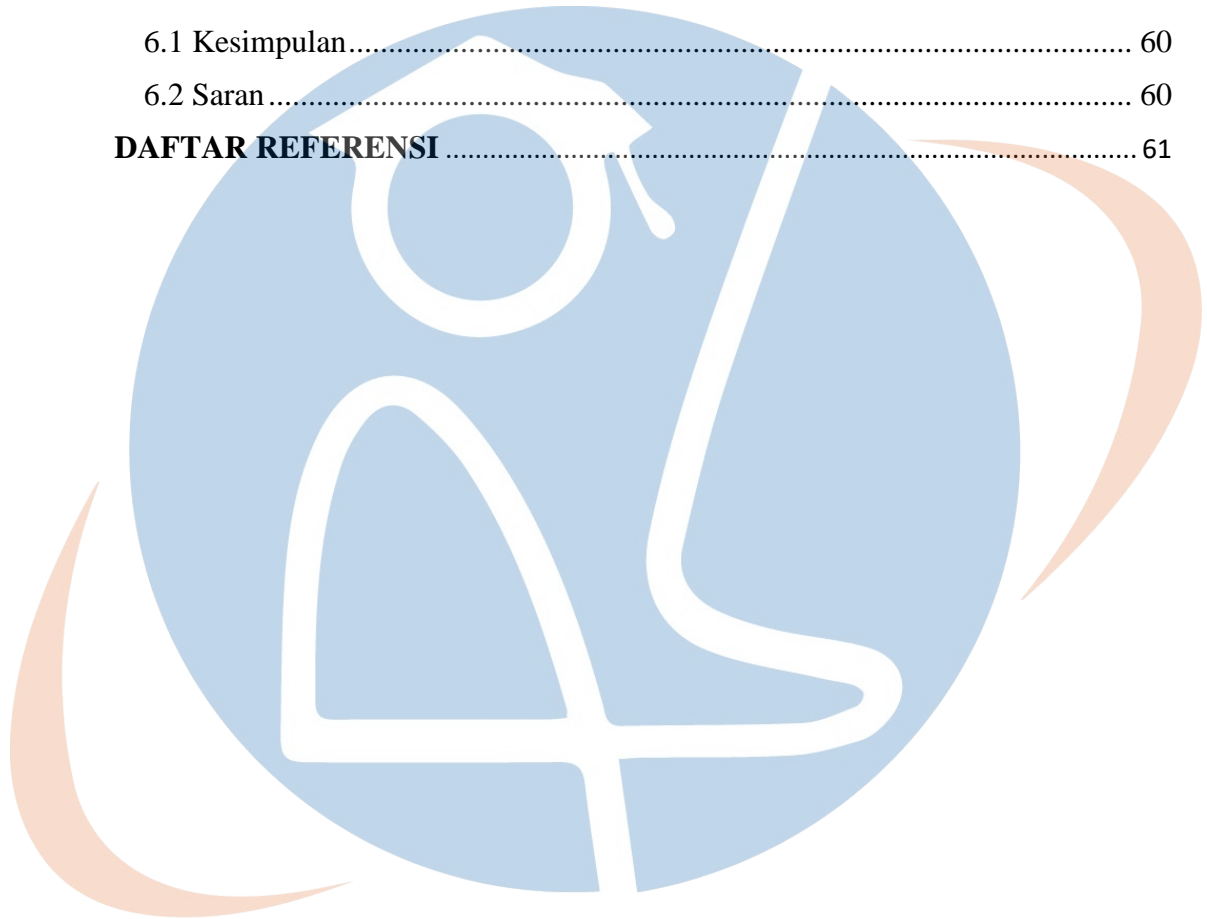 6.1 Kesimpulan.................................................................................................. 60
6.2 Saran ............................................................................................................ 60
DAFTAR REFERENSI ...................................................................................... 61